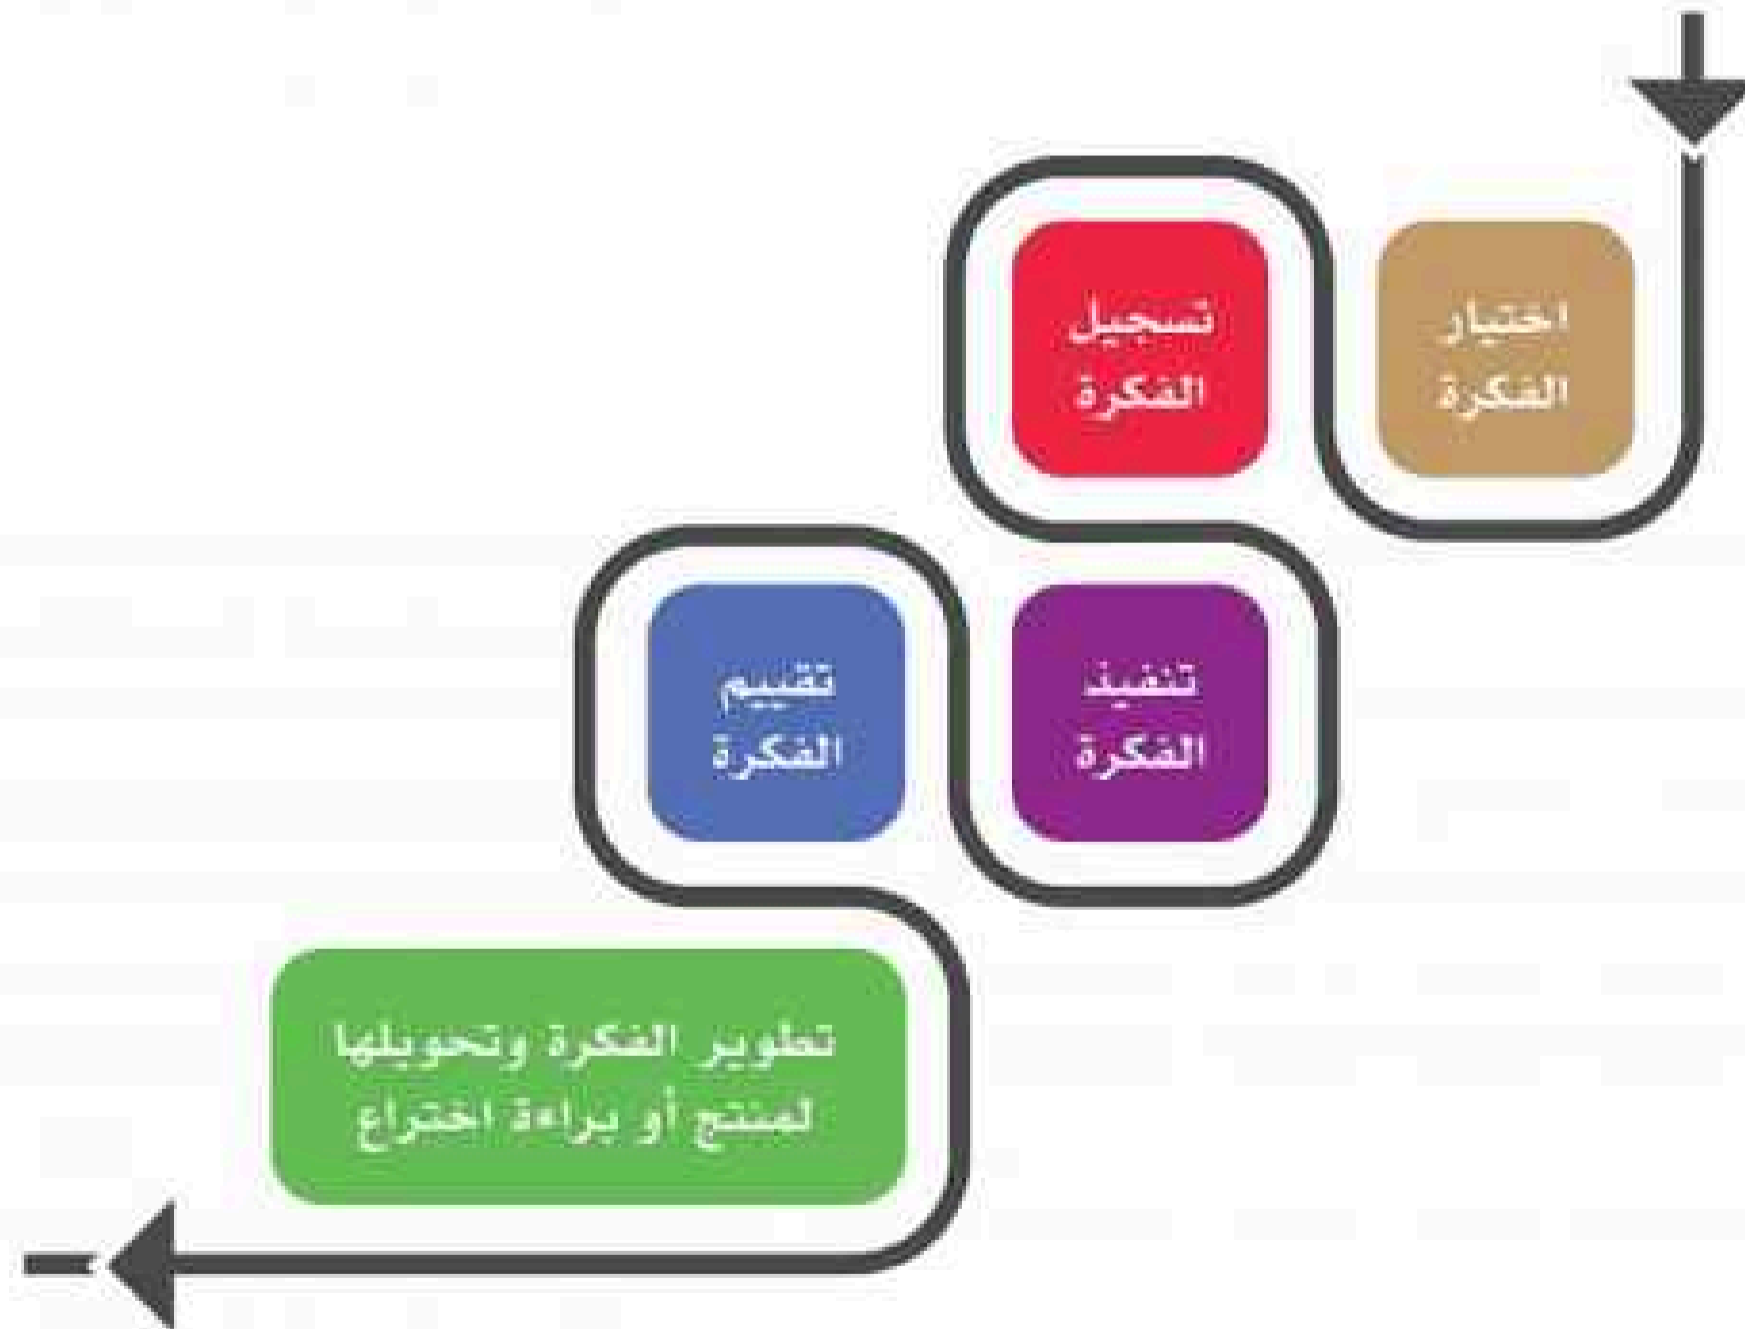 اختيار
الفكرة
تسجيل
الفكرة
تنفيذ
الفكرة
تقييم
الفكرة
تطوير الفكرة وتحويلها
لمنتج أو براءة اختراع